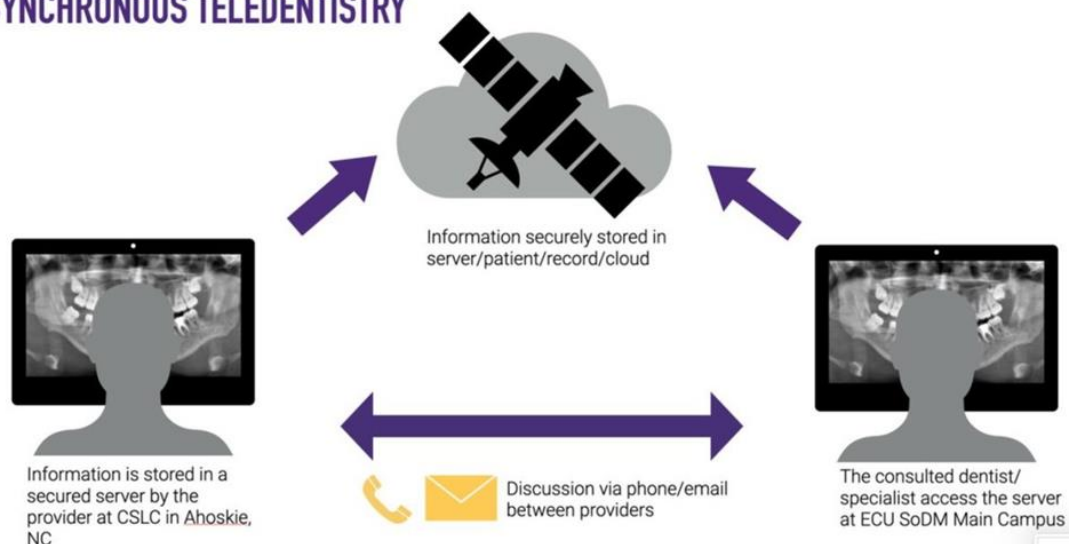 SYNCHRONOUS TELEDENTISTRY
Information securely stored in
server/patient/record/cloud
Information is stored in a
secured server by the
provider at CSLC in Ahoskie,
NC
Discussion via phone/email
between providers
The consulted dentist/
specialist access the server
at ECU SoDM Main Campus